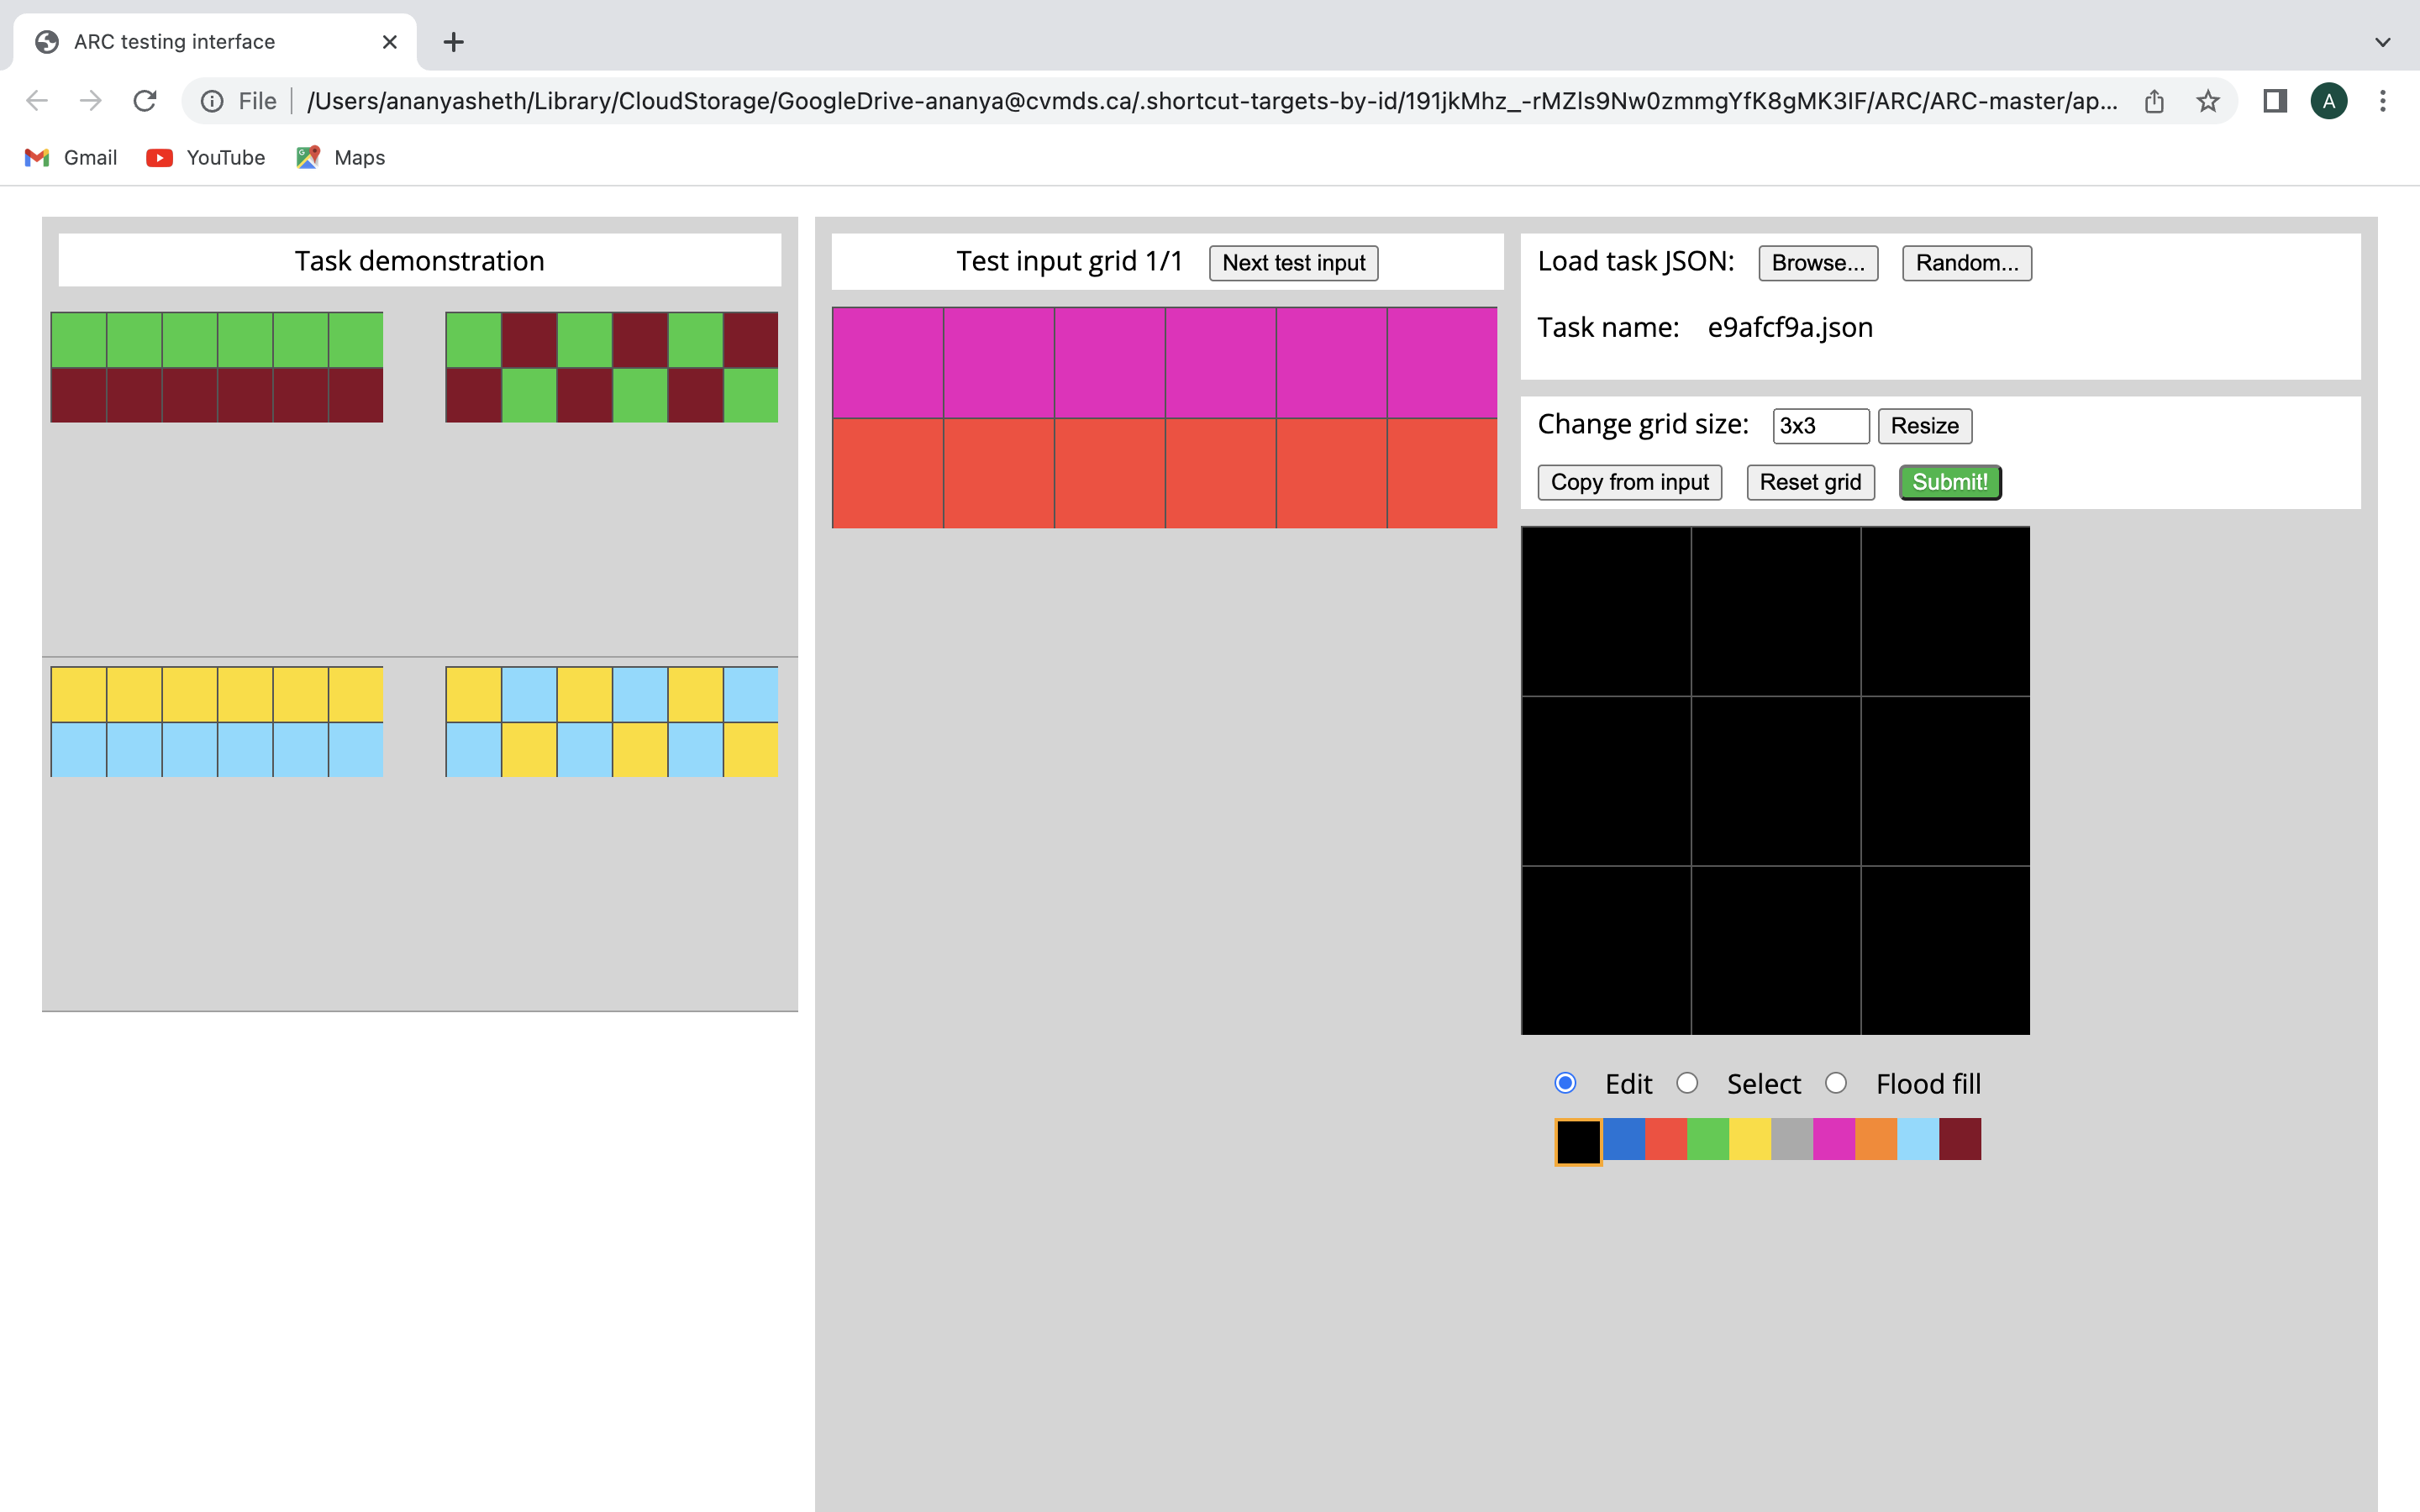 ARC testing interface
File
/Users/ananyasheth/Library/CloudStorage/GoogleDrive-ananya@cvmds.ca/.shortcut-targets-by-id/191jkMhz_-rMZls9Nw0zmmgYfK8gMK3IF/ARC/ARC-master/ap...
A
Gmail
YouTube
Maps
Task demonstration
Test input grid 1/1
Next test input
Load task JSON:
Browse...
Random...
Task name:
e9afcf9a.json
Change grid size:
3x3
Resize
Copy from input
Reset grid
Submit!
Edit
Select
Flood fill